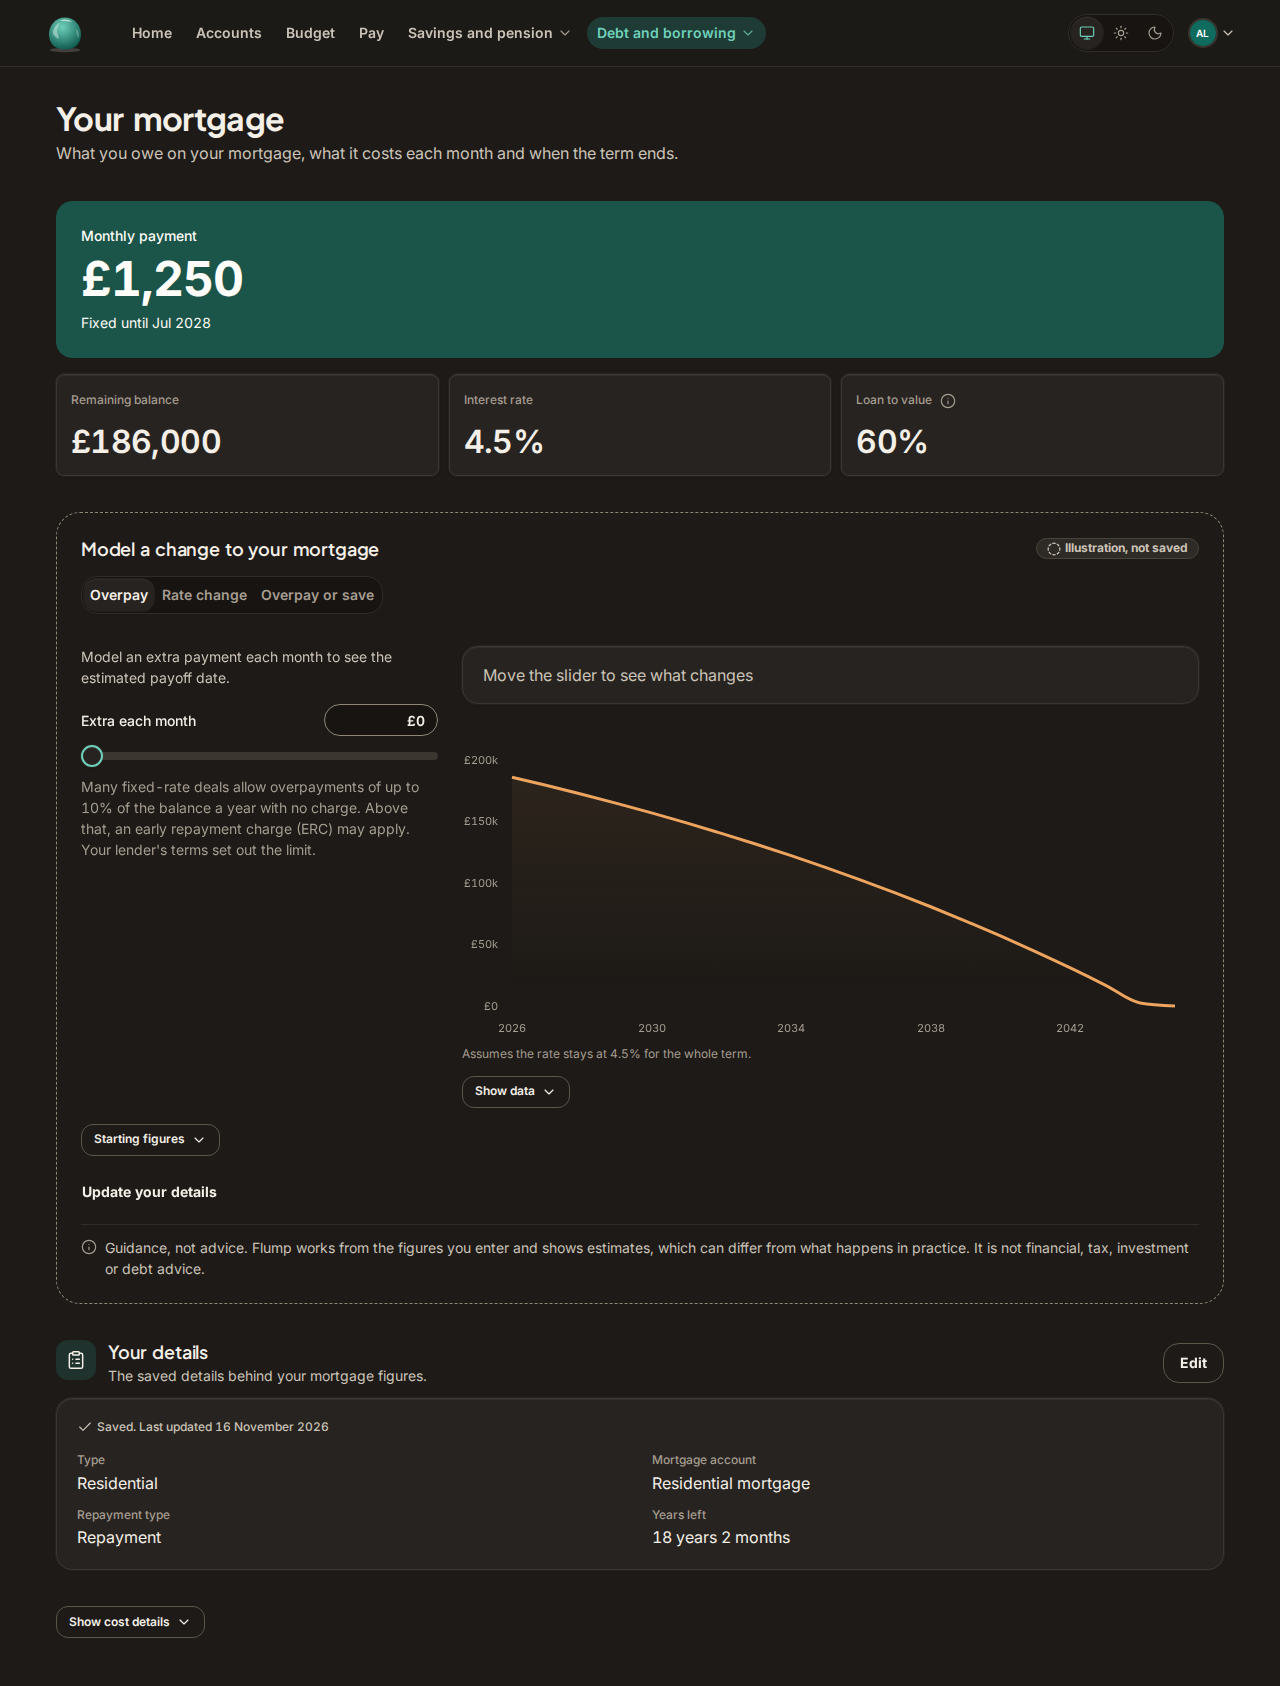 Home Accounts Budget Pay Savings and pension Debt and borrowing AL
Your mortgage
What you owe on your mortgage, what it costs each month and when the term ends.
Monthly payment
£1,250
Fixed until Jul 2028
Remaining balance
£186,000
Interest rate
4.5%
Loan to value
60%
Model a change to your mortgage
Illustration, not saved
Overpay Rate change Overpay or save
Model an extra payment each month to see the
estimated payoff date.
Extra each month £0
Many fixed-rate deals allow overpayments of up to
10% of the balance a year with no charge. Above
that, an early repayment charge (ERC) may apply.
Your lender's terms set out the limit.
Move the slider to see what changes
£200k
£150k
£100k
£50k
£0
2026 2030 2034 2038 2042
Assumes the rate stays at 4.5% for the whole term.
Show data
Starting figures
Update your details
Guidance, not advice. Flump works from the figures you enter and shows estimates, which can differ from what happens in practice. It is not financial, tax, investment
or debt advice.
Your details
The saved details behind your mortgage figures.
Edit
Saved. Last updated 16 November 2026
Type
Residential
Mortgage account
Residential mortgage
Repayment type
Repayment
Years left
18 years 2 months
Show cost details